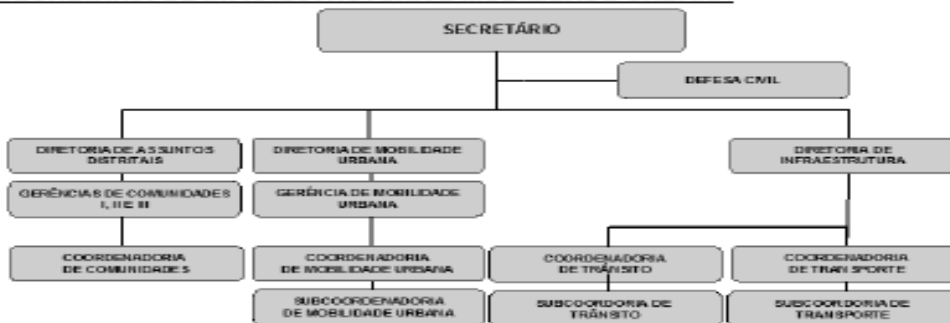 SECRETÁRIO
DEFESA CIVIL
DIRETORIA DE ASSUNTOS
DISTRITAIS
DIRETORIA DE MOBILIDADE
URBANA
DIRETORIA DE
INFRAESTRUTURA
GERÊNCIAS DE COMUNIDADES
I, II E III
GERÊNCIA DE MOBILIDADE
URBANA
COORDENADORIA
DE COMUNIDADES
COORDENADORIA
DE MOBILIDADE URBANA
COORDENADORIA
DE TRÂNSITO
COORDENADORIA
DE TRANSPORTE
SUBCOORDENADORIA
DE MOBILIDADE URBANA
SUBCOORDORIA DE
TRÂNSITO
SUBCOORDORIA DE
TRANSPORTE